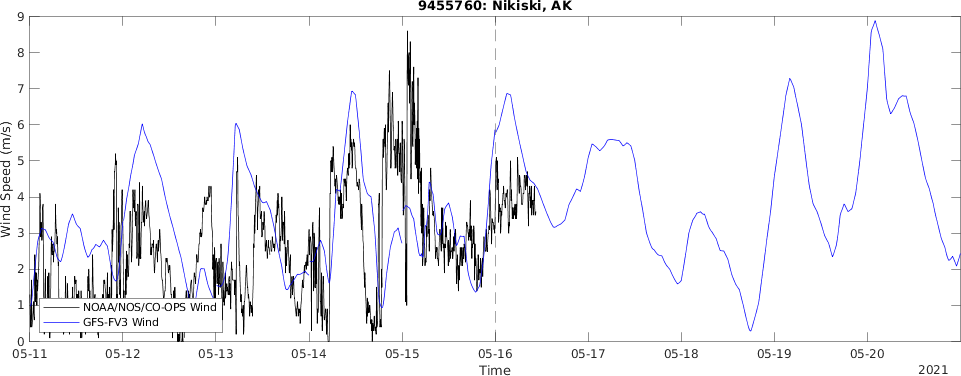 9455760: Nikiski, AK
Wind Speed (m/s)
9
8
7
6
5
4
3
2
1
0
NOAA/NOS/CO-OPS Wind
GFS-FV3 Wind
05-11 05-12 05-13 05-14 05-15 05-16 05-17 05-18 05-19 05-20
Time
2021